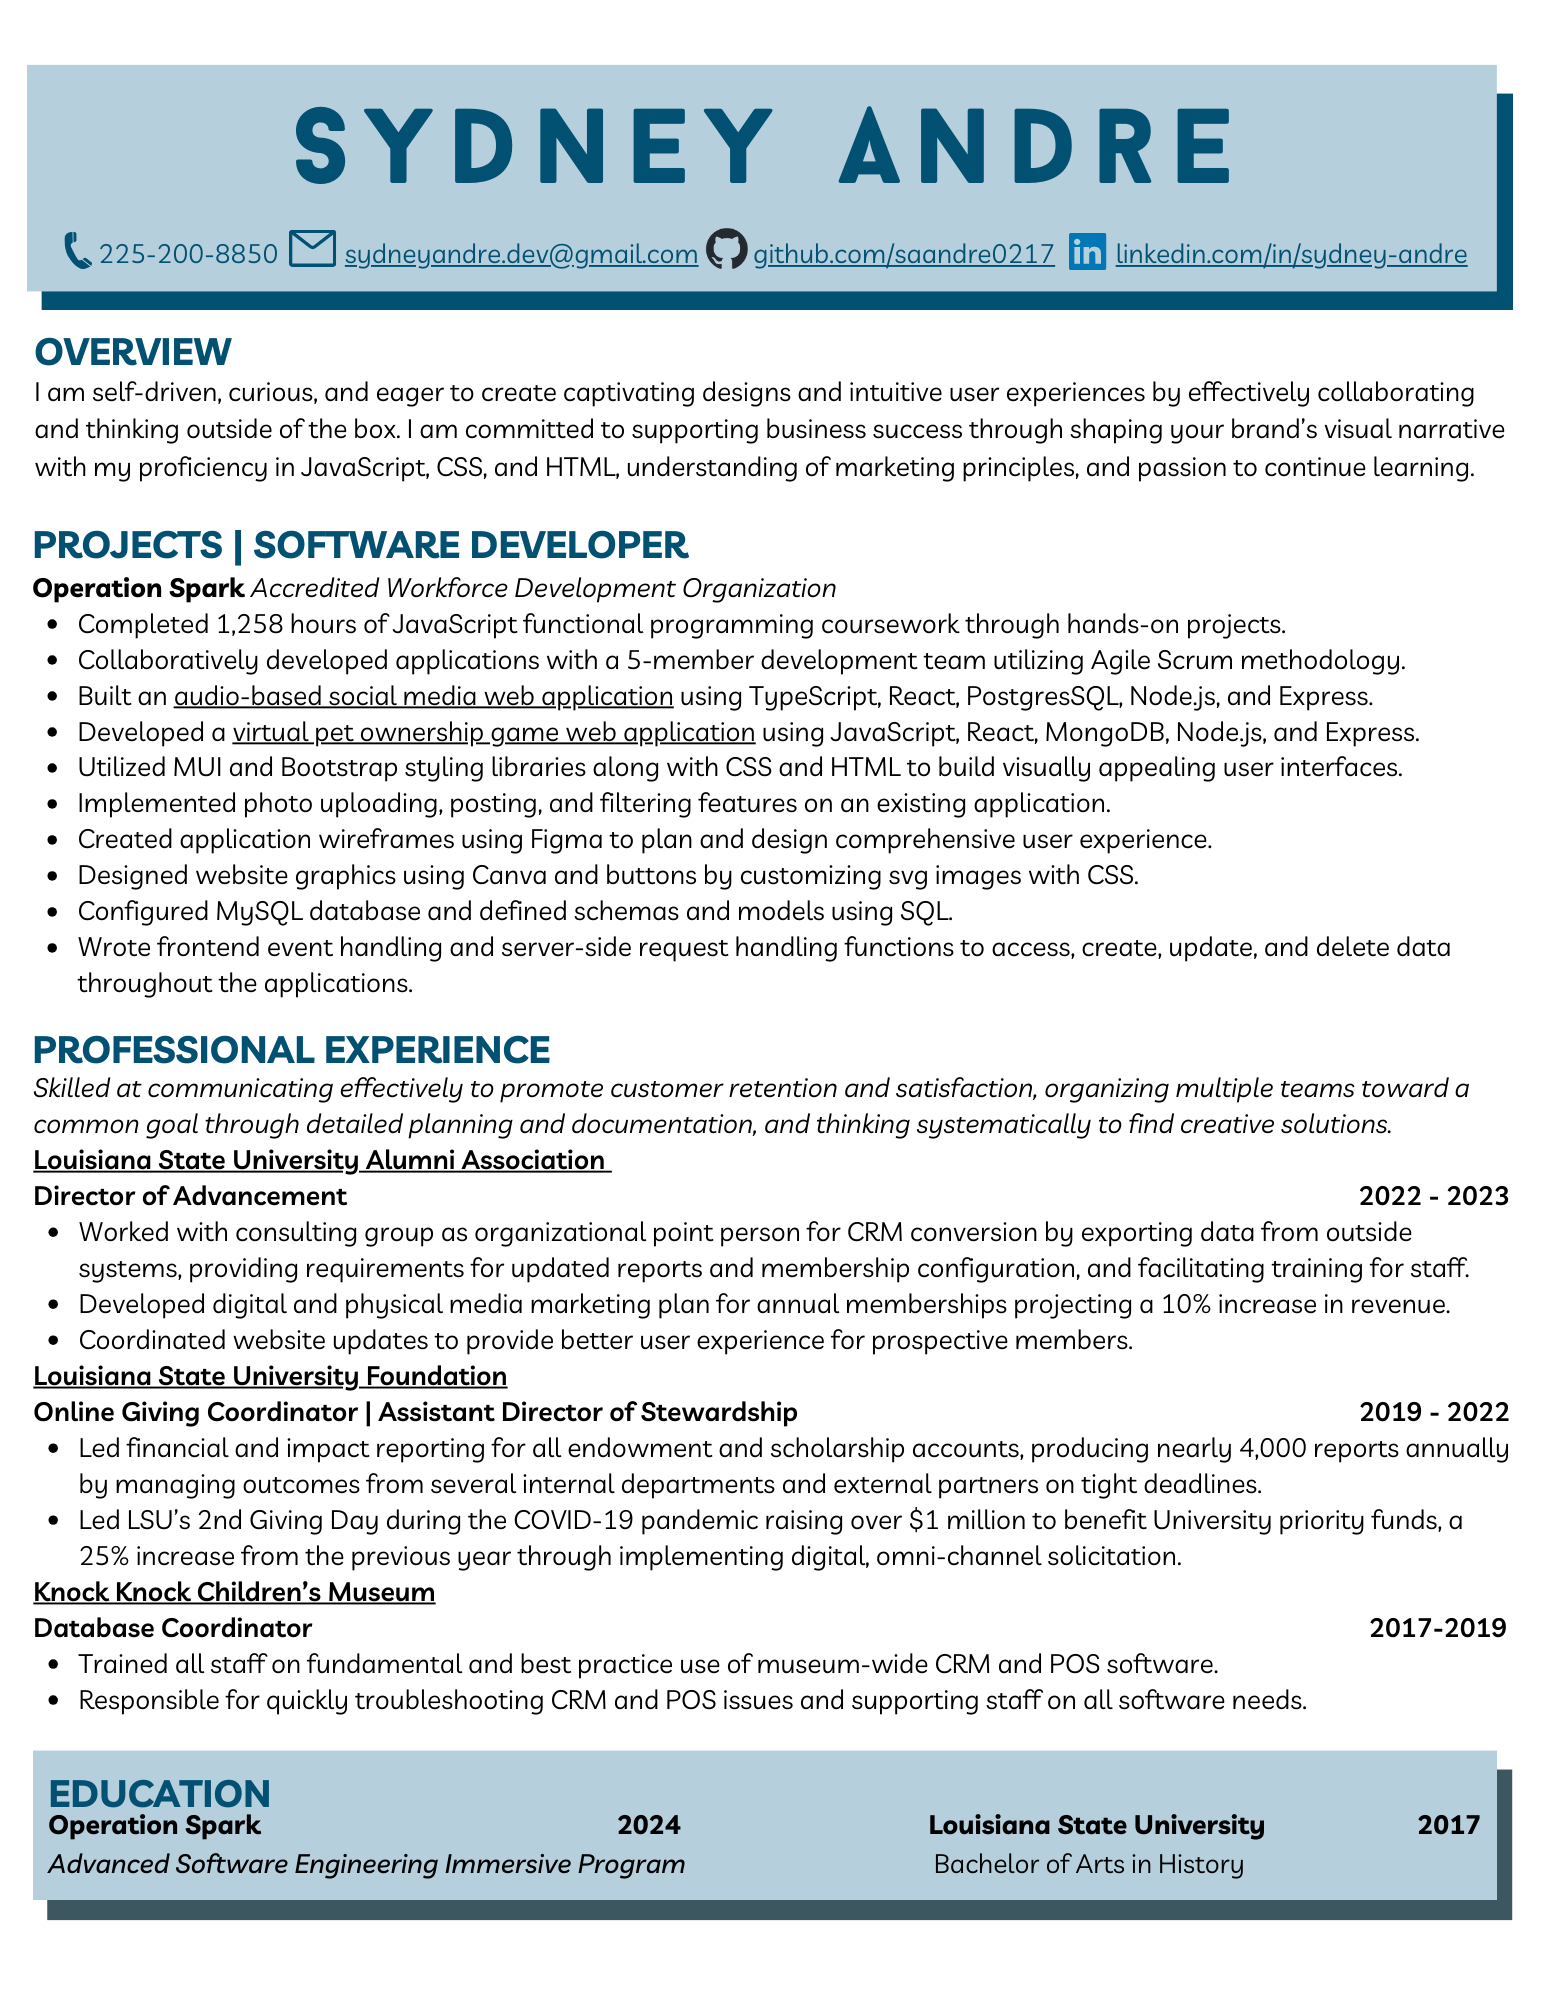 SYDNEY ANDRE
225-200-8850 sydneyandre.dev@gmail.com github.com/saandre0217 linkedin.com/in/sydney-andre
OVERVIEW
I am self-driven, curious, and eager to create captivating designs and intuitive user experiences by effectively collaborating
and thinking outside of the box. I am committed to supporting business success through shaping your brand's visual narrative
with my proficiency in JavaScript, CSS, and HTML, understanding of marketing principles, and passion to continue learning.
PROJECTS | SOFTWARE DEVELOPER
Operation Spark Accredited Workforce Development Organization
• Completed 1,258 hours of JavaScript functional programming coursework through hands-on projects.
• Collaboratively developed applications with a 5-member development team utilizing Agile Scrum methodology.
• Built an audio-based social media web application using TypeScript, React, PostgresSQL, Node.js, and Express.
• Developed a virtual pet ownership game web application using JavaScript, React, MongoDB, Node.js, and Express.
• Utilized MUI and Bootstrap styling libraries along with CSS and HTML to build visually appealing user interfaces.
• Implemented photo uploading, posting, and filtering features on an existing application.
• Created application wireframes using Figma to plan and design comprehensive user experience.
• Designed website graphics using Canva and buttons by customizing svg images with CSS.
• Configured MySQL database and defined schemas and models using SQL.
• Wrote frontend event handling and server-side request handling functions to access, create, update, and delete data
throughout the applications.
PROFESSIONAL EXPERIENCE
Skilled at communicating effectively to promote customer retention and satisfaction, organizing multiple teams toward a
common goal through detailed planning and documentation, and thinking systematically to find creative solutions.
Louisiana State University Alumni Association
Director of Advancement 2022 - 2023
• Worked with consulting group as organizational point person for CRM conversion by exporting data from outside
systems, providing requirements for updated reports and membership configuration, and facilitating training for staff.
• Developed digital and physical media marketing plan for annual memberships projecting a 10% increase in revenue.
• Coordinated website updates to provide better user experience for prospective members.
Louisiana State University Foundation
Online Giving Coordinator | Assistant Director of Stewardship 2019 - 2022
• Led financial and impact reporting for all endowment and scholarship accounts, producing nearly 4,000 reports annually
by managing outcomes from several internal departments and external partners on tight deadlines.
• Led LSU's 2nd Giving Day during the COVID-19 pandemic raising over $1 million to benefit University priority funds, a
25% increase from the previous year through implementing digital, omni-channel solicitation.
Knock Knock Children's Museum
Database Coordinator 2017-2019
• Trained all staff on fundamental and best practice use of museum-wide CRM and POS software.
• Responsible for quickly troubleshooting CRM and POS issues and supporting staff on all software needs.
EDUCATION
Operation Spark 2024 Louisiana State University 2017
Advanced Software Engineering Immersive Program Bachelor of Arts in History